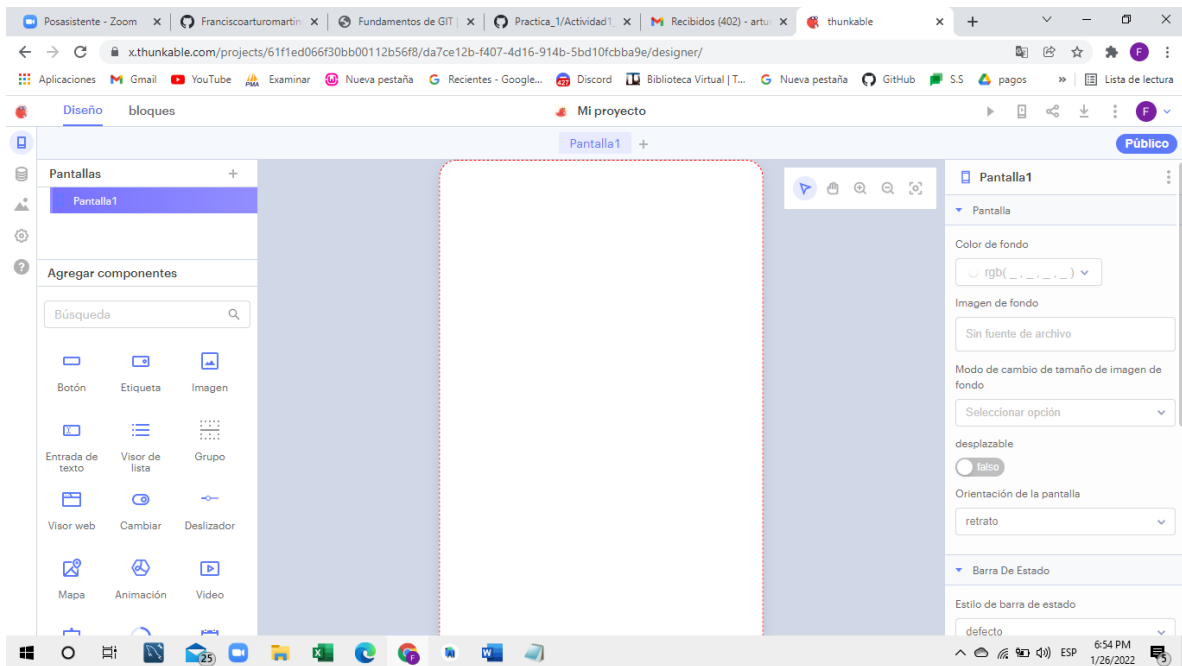 Posasistente - Zoom
Franciscoarturomartin
Fundamentos de GIT |
Practica_1/Actividad1_
Recibidos (402) - artu
thunkable
x.thunkable.com/projects/61f1ed066f30bb00112b56f8/da7ce12b-f407-4d16-914b-5bd10fcbba9e/designer/
F
Aplicaciones
Gmail
YouTube
PMA
Examinar
Nueva pestaña
G Recientes - Google...
427
Discord
Biblioteca Virtual | T...
G Nueva pestaña
GitHub
S.S
pagos
»
Lista de lectura
Diseño
bloques
Mi proyecto
F
Pantalla1 +
Público
Pantallas +
Pantalla1
Agregar componentes
Búsqueda
Botón Etiqueta Imagen
Entrada de texto
Visor de lista
Grupo
Visor web Cambiar Deslizador
Mapa Animación Video
Pantalla1
Pantalla
Color de fondo
rgb( _ , _ , _ , _ )
Imagen de fondo
Sin fuente de archivo
Modo de cambio de tamaño de imagen de fondo
Seleccionar opción
desplazable
falso
Orientación de la pantalla
retrato
Barra De Estado
Estilo de barra de estado
defecto
25
ESP
6:54 PM
1/26/2022
5